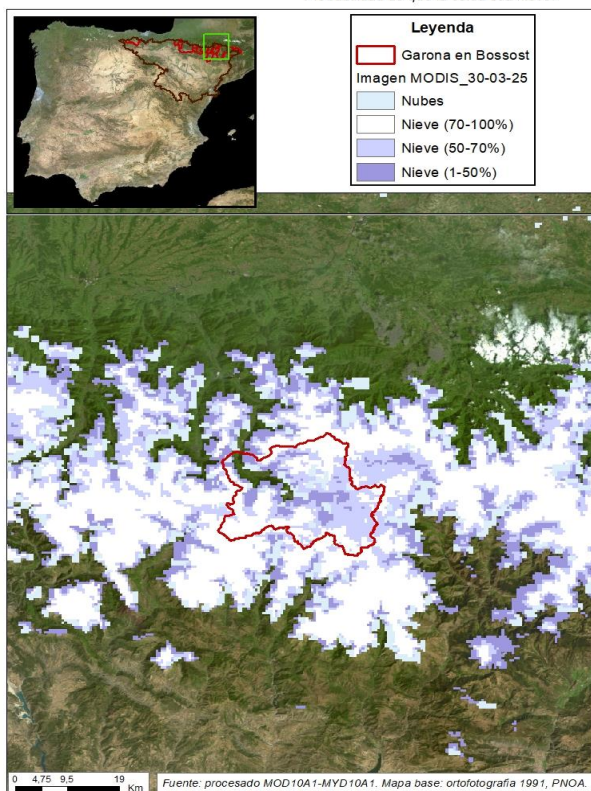 Leyenda
Garona en Bossost
Imagen MODIS_30-03-25
Nubes
Nieve (70-100%)
Nieve (50-70%)
Nieve (1-50%)
0 4,75 9,5 19
Km
Fuente: procesado MOD10A1-MYD10A1. Mapa base: ortofotografia 1991, PNOA.